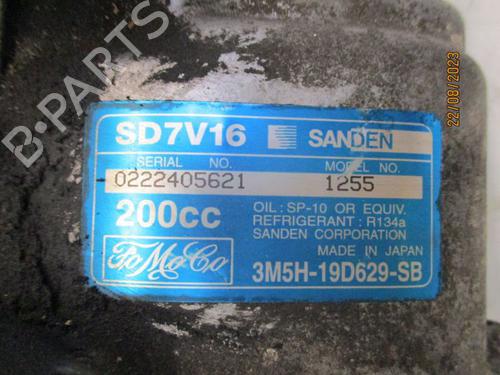 B-PARTS
22/08/2023
SD7V16 SANDEN
SERIAL NO. MODEL NO.
0222405621 1255
200cc
OIL : SP-10 OR EQUIV.
REFRIGERANT : R134a
SANDEN CORPORATION
MADE IN JAPAN
FoMoCo
3M5H-19D629-SB